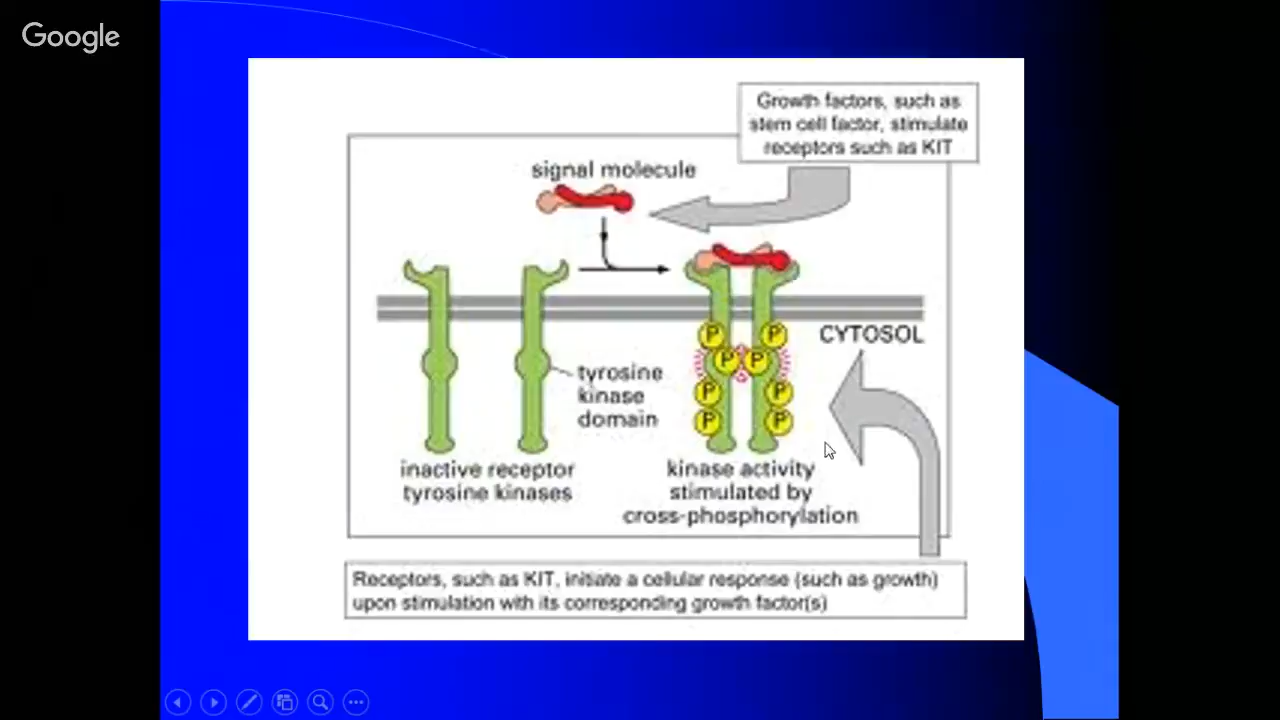 Google
Growth factors, such as
stem cell factor, stimulate
receptors such as KIT
signal molecule
P P
CYTOSOL
P P
tyrosine
kinase
domain
P P
P P
inactive receptor
tyrosine kinases
kinase activity
stimulated by
cross-phosphorylation
Receptors, such as KIT, initiate a cellular response (such as growth)
upon stimulation with its corresponding growth factor(s)